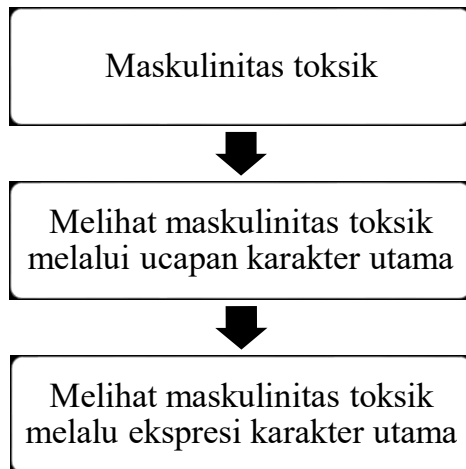 Maskulinitas toksik
Melihat maskulinitas toksik
melalui ucapan karakter utama
Melihat maskulinitas toksik
melalu ekspresi karakter utama